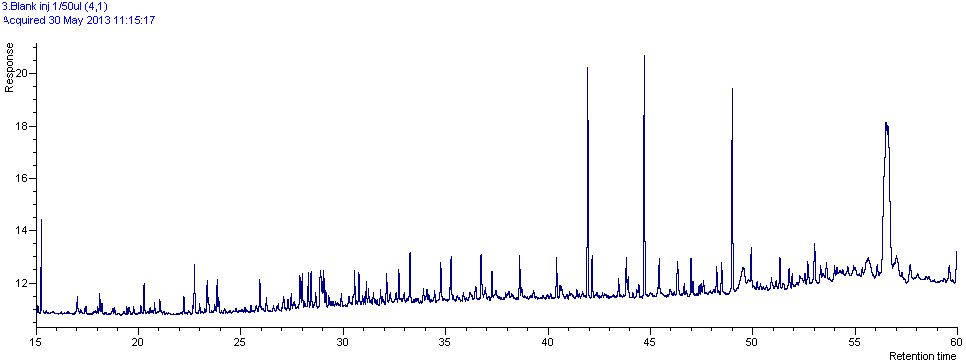 3.Blank inj 1/50ul (4,1)
Acquired 30 May 2013 11:15:17
Response
20
18
16
14
12
15 20 25 30 35 40 45 50 55 60
Retention time